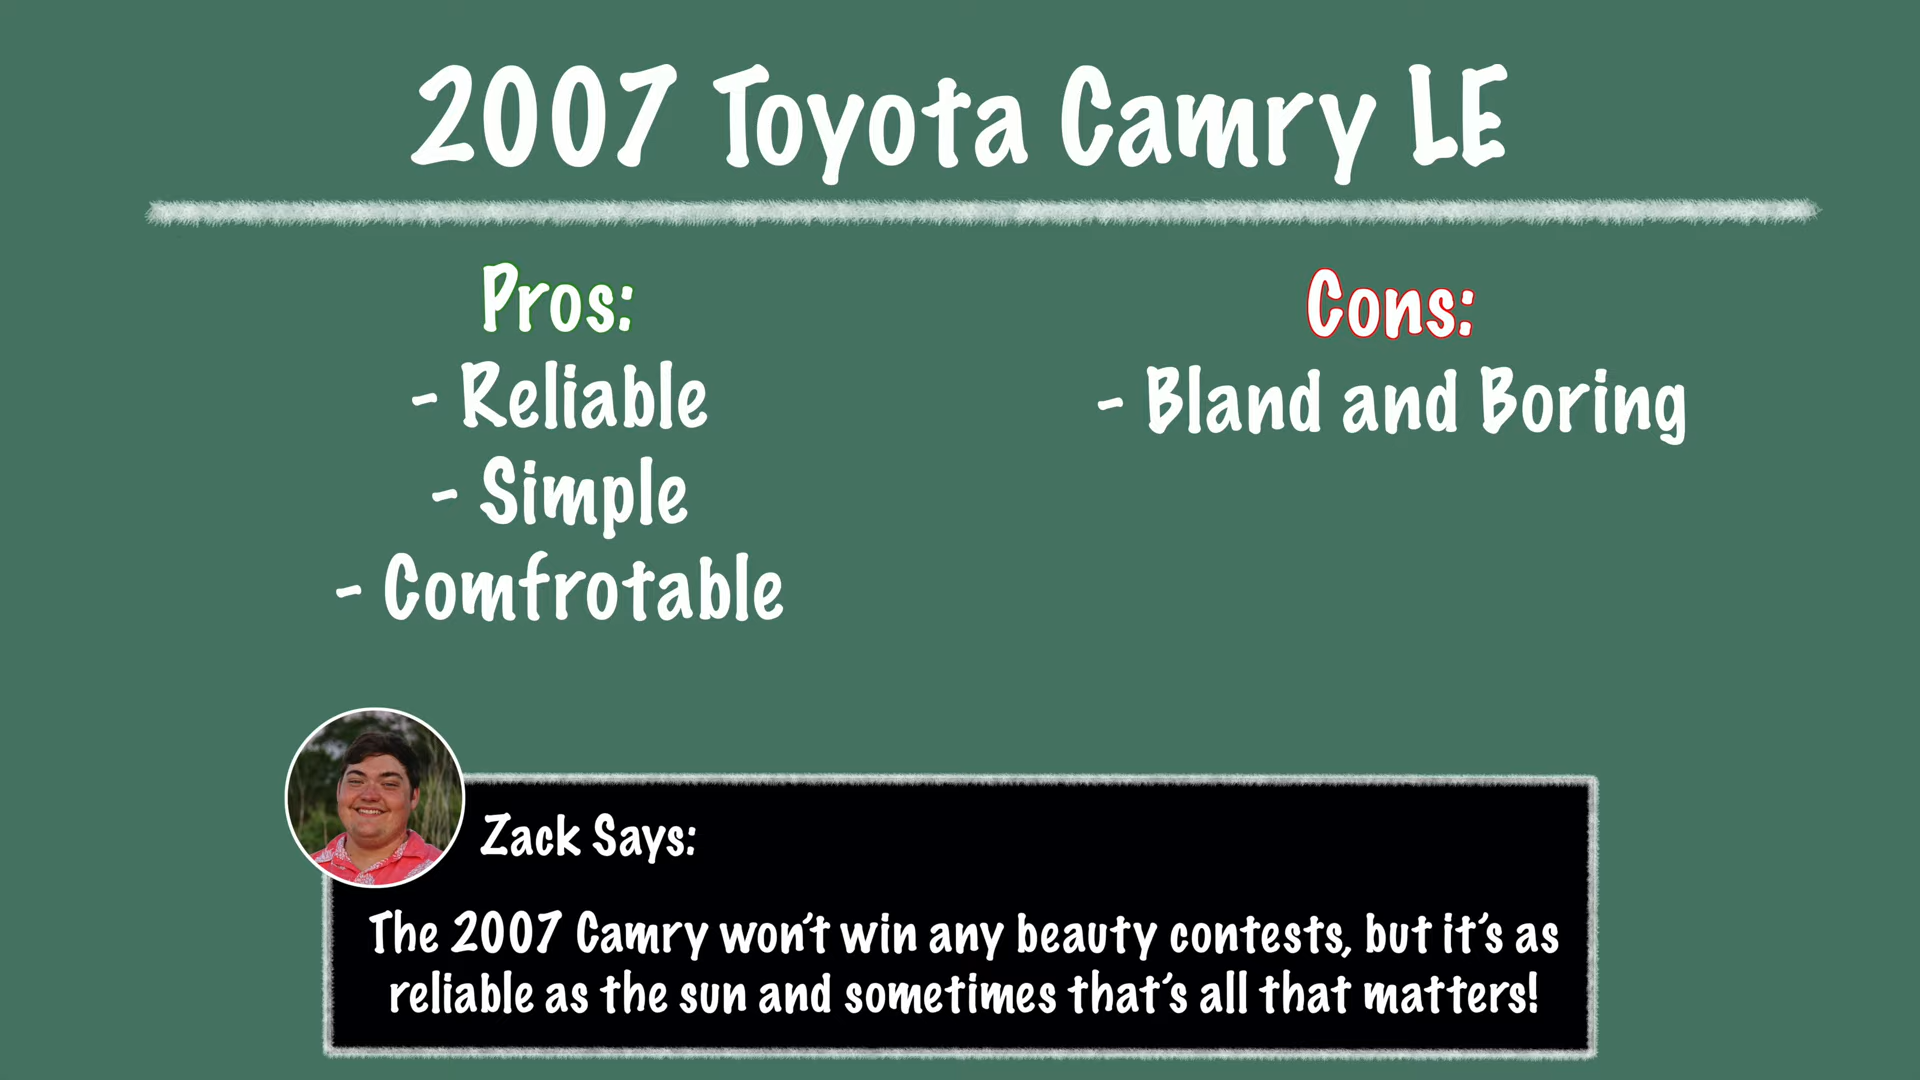 2007 Toyota Camry LE
Pros:
- Reliable
- Simple
- Comfrotable
Cons:
- Bland and Boring
Zack Says:
The 2007 Camry won't win any beauty contests, but it's as
reliable as the sun and sometimes that's all that matters!